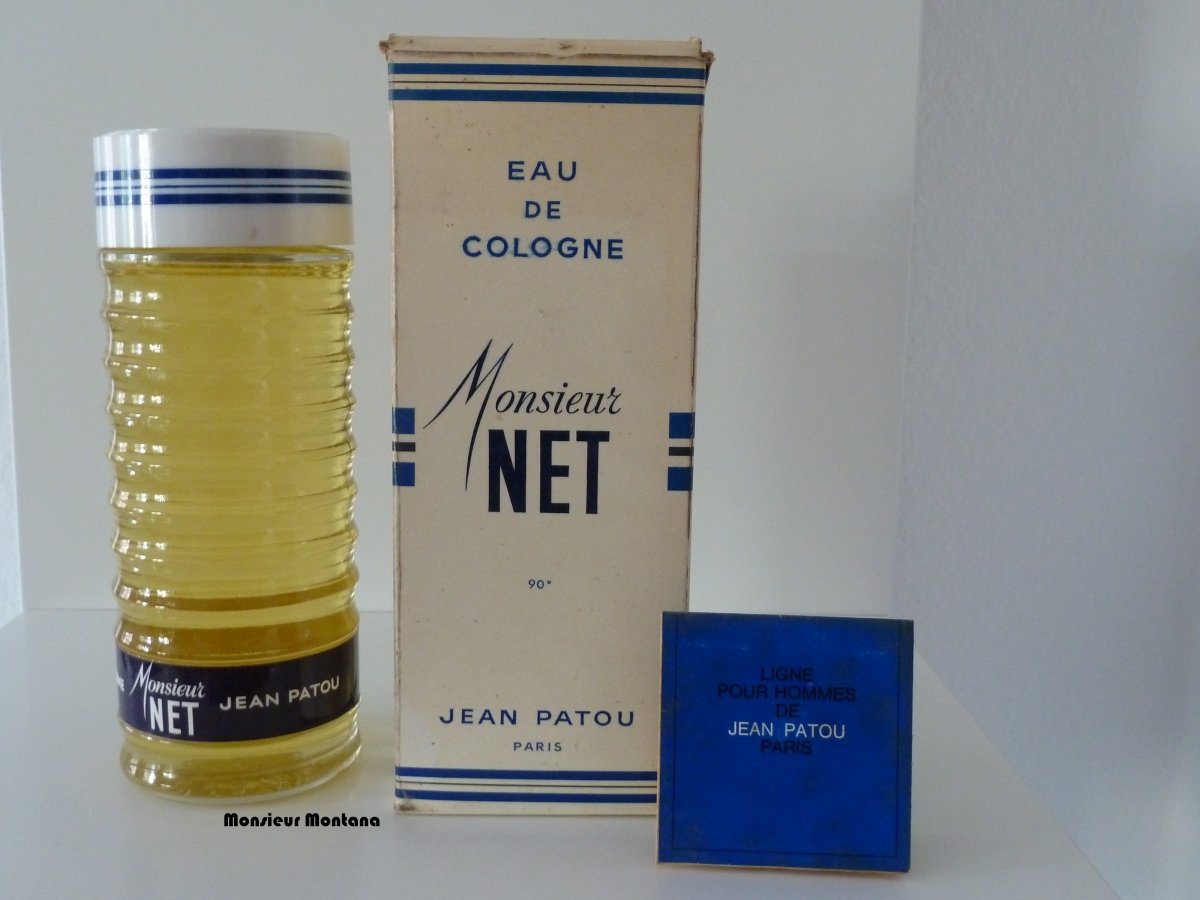 Monsieur
NET
JEAN PATOU
EAU
DE
COLOGNE
Monsieur
NET
90°
JEAN PATOU
PARIS
LIGNE
POUR HOMMES
DE
JEAN PATOU
PARIS
Monsieur Montana